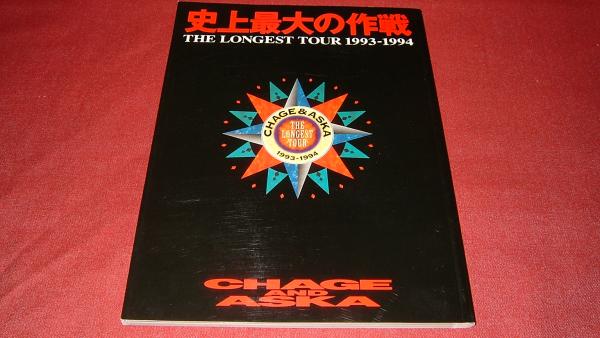 史上最大の作戦
THE LONGEST TOUR 1993-1994
CHAGE&ASKA
THE
LONGEST
TOUR
1993-1994
CHAGE
AND
ASKA